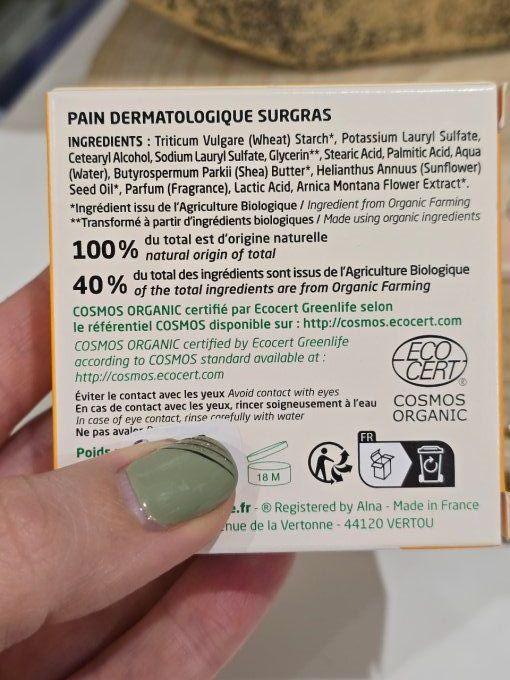 PAIN DERMATOLOGIQUE SURGRAS
INGREDIENTS : Triticum Vulgare (Wheat) Starch*, Potassium Lauryl Sulfate,
Cetearyl Alcohol, Sodium Lauryl Sulfate, Glycerin**, Stearic Acid, Palmitic Acid, Aqua
(Water), Butyrospermum Parkii (Shea) Butter*, Helianthus Annuus (Sunflower)
Seed Oil*, Parfum (Fragrance), Lactic Acid, Arnica Montana Flower Extract*.
*Ingrédient issu de l'Agriculture Biologique / Ingredient from Organic Farming
**Transformé à partir d'ingrédients biologiques / Made using organic ingredients
100% du total est d'origine naturelle
natural origin of total
40% du total des ingrédients sont issus de l'Agriculture Biologique
of the total ingredients are from Organic Farming
COSMOS ORGANIC certifié par Ecocert Greenlife selon
le référentiel COSMOS disponible sur : http://cosmos.ecocert.com
COSMOS ORGANIC certified by Ecocert Greenlife
according to COSMOS standard available at :
http://cosmos.ecocert.com
ECO
CERT®
COSMOS
ORGANIC
Éviter le contact avec les yeux Avoid contact with eyes
En cas de contact avec les yeux, rincer soigneusement à l'eau
In case of eye contact, rinse carefully with water
Ne pas avaler
Poids
18 M
FR
e.fr - ® Registered by Alna - Made in France
nue de la Vertonne - 44120 VERTOU